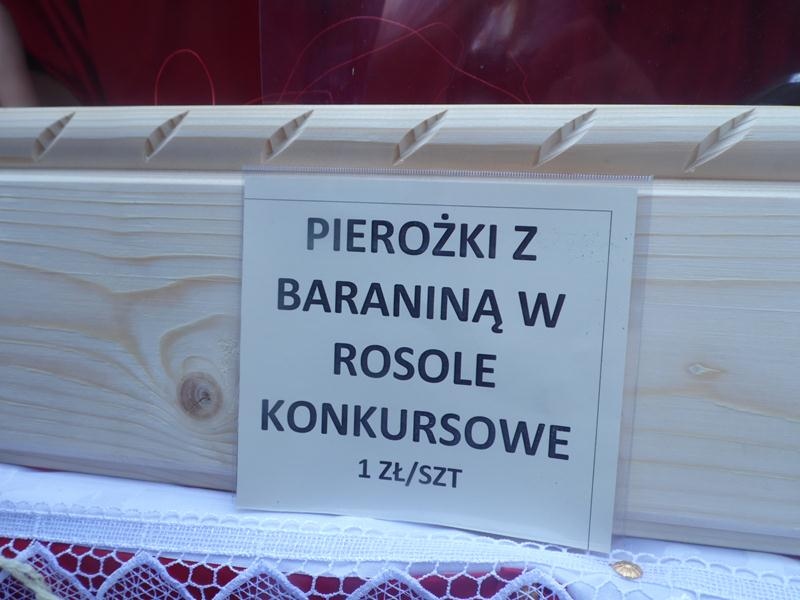 PIEROŻKI Z
BARANINĄ W
ROSOLE
KONKURSOWE
1 ZŁ/SZT